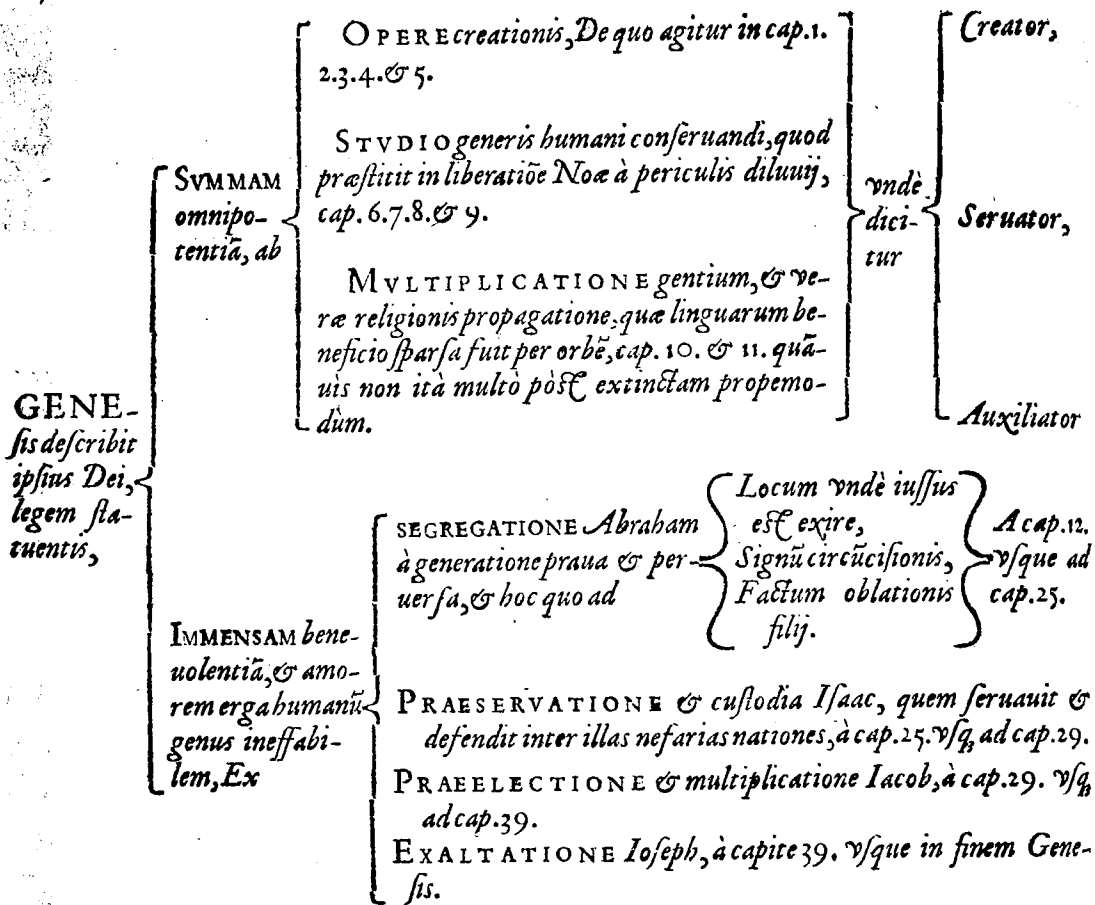 GENE-
ſis deſcribit
ipſius Dei,
legem ſta-
tuentis,
SVMMAM
omnipo-
tentiā, ab
OPERE creationis, De quo agitur in cap.1.
2.3.4.& 5.
STVDIO generis humani conſeruandi, quod
præſtitit in liberatiōe Noæ à periculis diluuij,
cap. 6.7.8.& 9.
MVLTIPLICATIONE gentium, & ve-
ræ religionis propagatione, quæ linguarum be-
neficio ſparſa fuit per orbē, cap. 10. & 11. quā-
uis non ità multò pòſt extinctam propemo-
dùm.
vndè
dici-
tur
Creator,
Seruator,
Auxiliator
IMMENSAM bene-
uolentiā, & amo-
rem erga humanū
genus ineffabi-
lem, Ex
SEGREGATIONE Abraham
à generatione praua & per-
uerſa, & hoc quo ad
Locum vndè iuſſus
eſt exire,
Signū circūciſionis,
Factum oblationis
filij.
A cap.12.
vſque ad
cap.25.
PRAESERVATIONE & cuſtodia Iſaac, quem ſeruauit &
defendit inter illas nefarias nationes, à cap.25. vſq; ad cap.29.
PRAEELECTIONE & multiplicatione Iacob, à cap.29. vſq;
ad cap.39.
EXALTATIONE Ioſeph, à capite 39. vſque in finem Gene-
ſis.